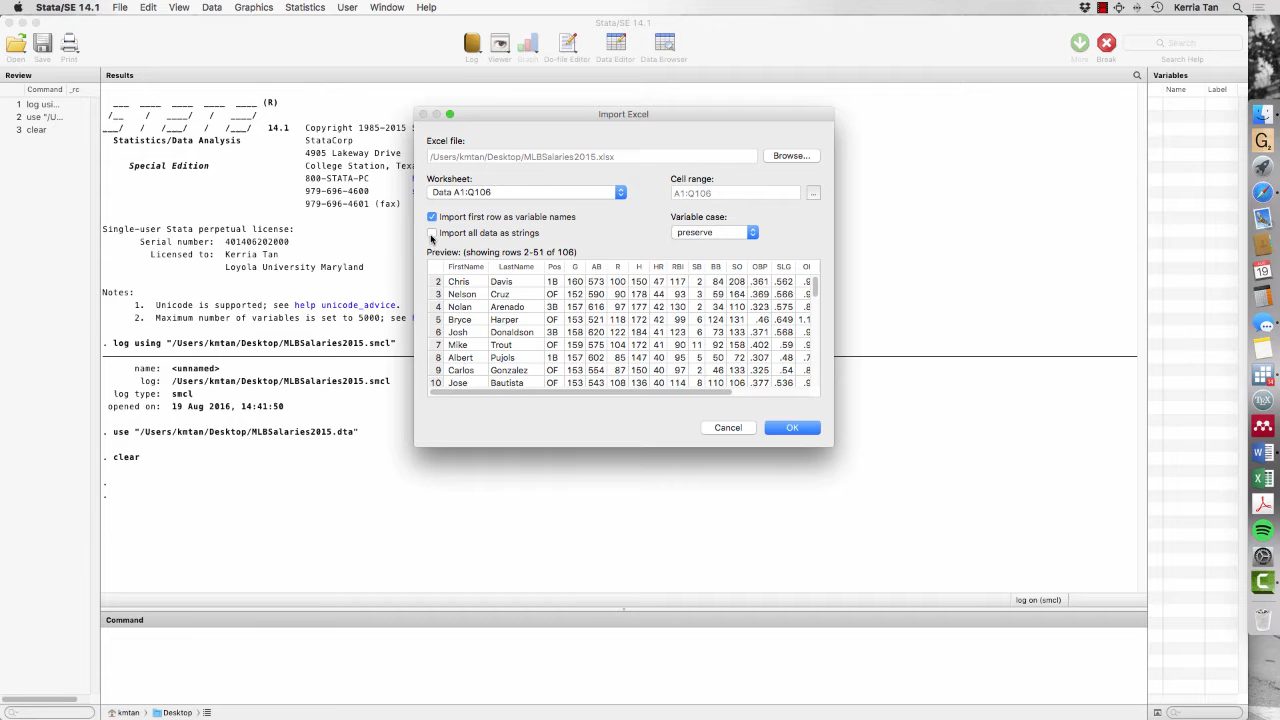 Stata/SE 14.1 File Edit View Data Graphics Statistics User Window Help Kerria Tan
Stata/SE 14.1
Open Save Print Log Viewer Graph Do-file Editor Data Editor Data Browser More Break Search
Search Help
Review Results Variables
Command _rc Name Label
1 log usi...
2 use "/U...
3 clear
(R)
14.1 Copyright 1985-2015 S
Statistics/Data Analysis StataCorp
4905 Lakeway Drive
Special Edition College Station, Texa
800-STATA-PC
979-696-4600
979-696-4601 (fax)
Single-user Stata perpetual license:
Serial number: 401406202000
Licensed to: Kerria Tan
Loyola University Maryland
Notes:
1. Unicode is supported; see help unicode_advice.
2. Maximum number of variables is set to 5000; see
. log using "/Users/kmtan/Desktop/MLBSalaries2015.smcl"
name: <unnamed>
log: /Users/kmtan/Desktop/MLBSalaries2015.smcl
log type: smcl
opened on: 19 Aug 2016, 14:41:50
. use "/Users/kmtan/Desktop/MLBSalaries2015.dta"
. clear
.
.
Import Excel
Excel file:
/Users/kmtan/Desktop/MLBSalaries2015.xlsx Browse...
Worksheet: Cell range:
Data A1:Q106 A1:Q106 ...
Import first row as variable names Variable case:
Import all data as strings preserve
Preview: (showing rows 2-51 of 106)
FirstName LastName Pos G AB R H HR RBI SB BB SO OBP SLG OI
2 Chris Davis 1B 160 573 100 150 47 117 2 84 208 .361 .562 .9
3 Nelson Cruz OF 152 590 90 178 44 93 3 59 164 .369 .566 .9
4 Nolan Arenado 3B 157 616 97 177 42 130 2 34 110 .323 .575 .8
5 Bryce Harper OF 153 521 118 172 42 99 6 124 131 .46 .649 1.1
6 Josh Donaldson 3B 158 620 122 184 41 123 6 73 133 .371 .568 .9
7 Mike Trout OF 159 575 104 172 41 90 11 92 158 .402 .59 .9
8 Albert Pujols 1B 157 602 85 147 40 95 5 50 72 .307 .48 .7
9 Carlos Gonzalez OF 153 554 87 150 40 97 2 46 133 .325 .54 .8
10 Jose Bautista OF 153 543 108 136 40 114 8 110 106 .377 .536 .9
Cancel OK
log on (smcl)
Command
kmtan Desktop